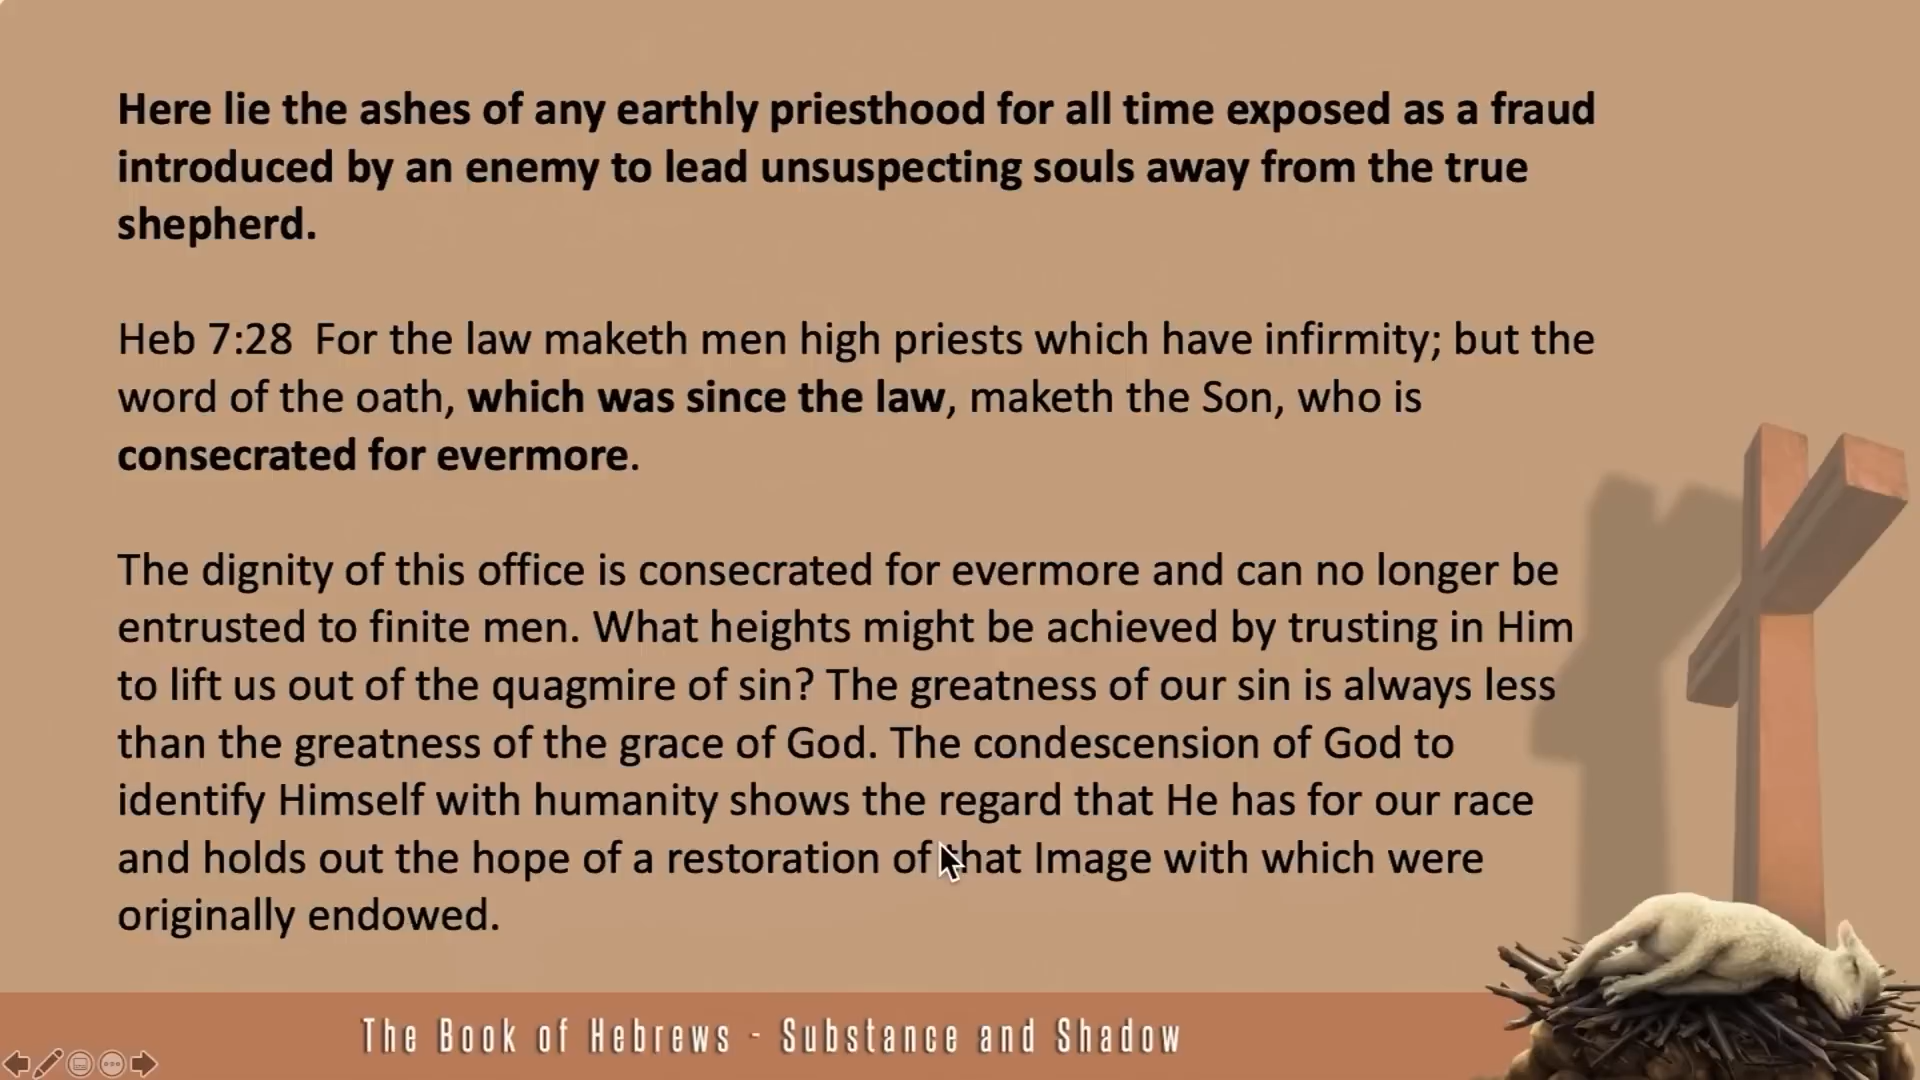 Here lie the ashes of any earthly priesthood for all time exposed as a fraud
introduced by an enemy to lead unsuspecting souls away from the true
shepherd.
Heb 7:28  For the law maketh men high priests which have infirmity; but the
word of the oath, which was since the law, maketh the Son, who is
consecrated for evermore.
The dignity of this office is consecrated for evermore and can no longer be
entrusted to finite men. What heights might be achieved by trusting in Him
to lift us out of the quagmire of sin? The greatness of our sin is always less
than the greatness of the grace of God. The condescension of God to
identify Himself with humanity shows the regard that He has for our race
and holds out the hope of a restoration of that Image with which were
originally endowed.
The Book of Hebrews - Substance and Shadow